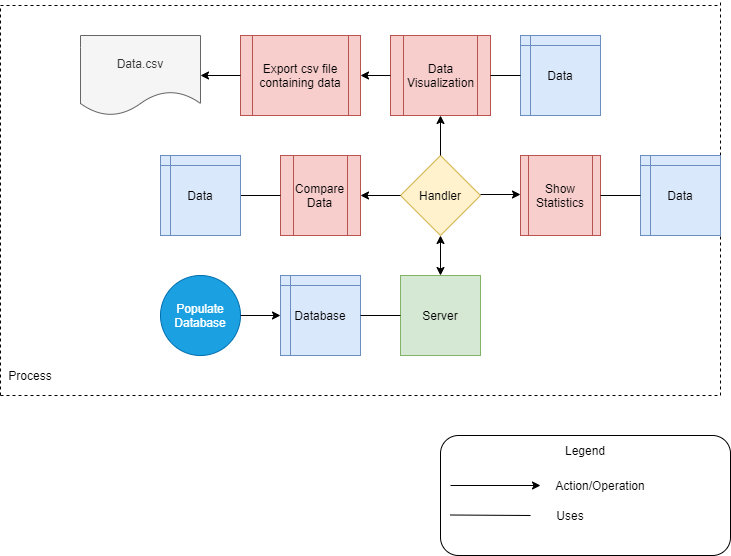 Data.csv
Export csv file
containing data
Data
Visualization
Data
Data
Compare
Data
Handler
Show
Statistics
Data
Populate
Database
Database
Server
Process
Legend
Action/Operation
Uses